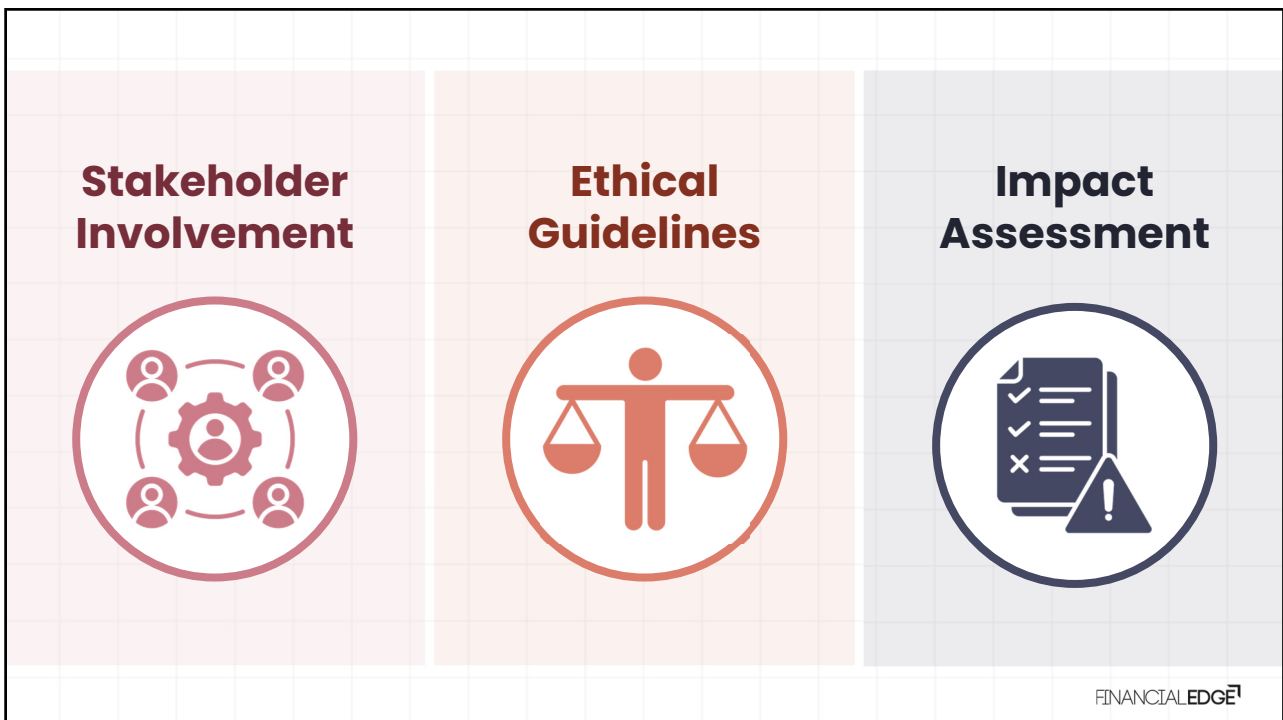 Stakeholder
Involvement
Ethical
Guidelines
Impact
Assessment
FINANCIALEDGE